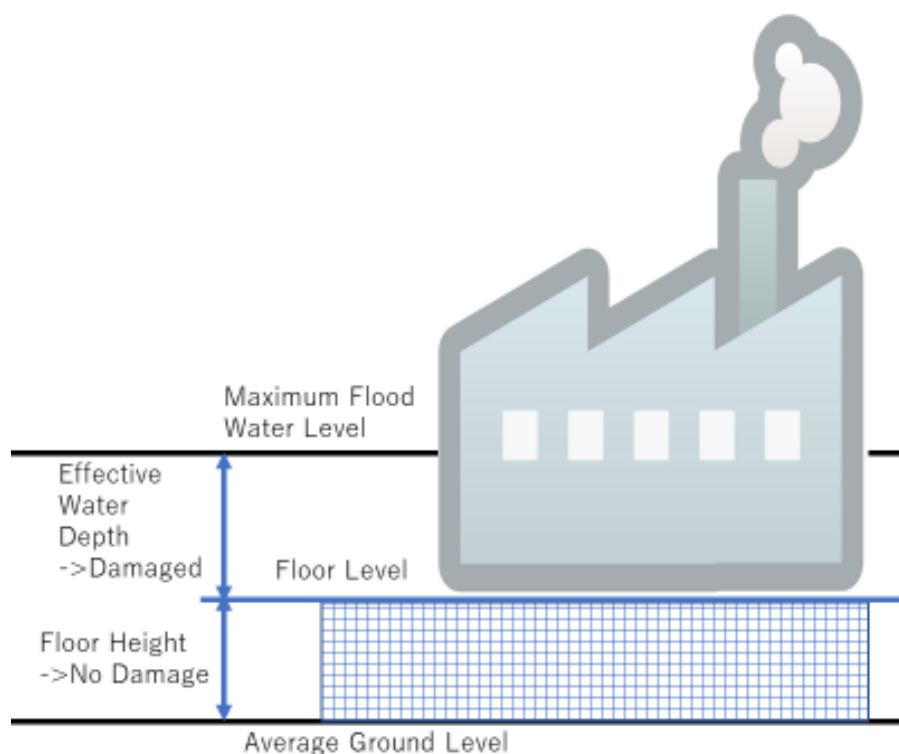 Maximum Flood
Water Level
Effective
Water
Depth
->Damaged
Floor Level
Floor Height
->No Damage
Average Ground Level